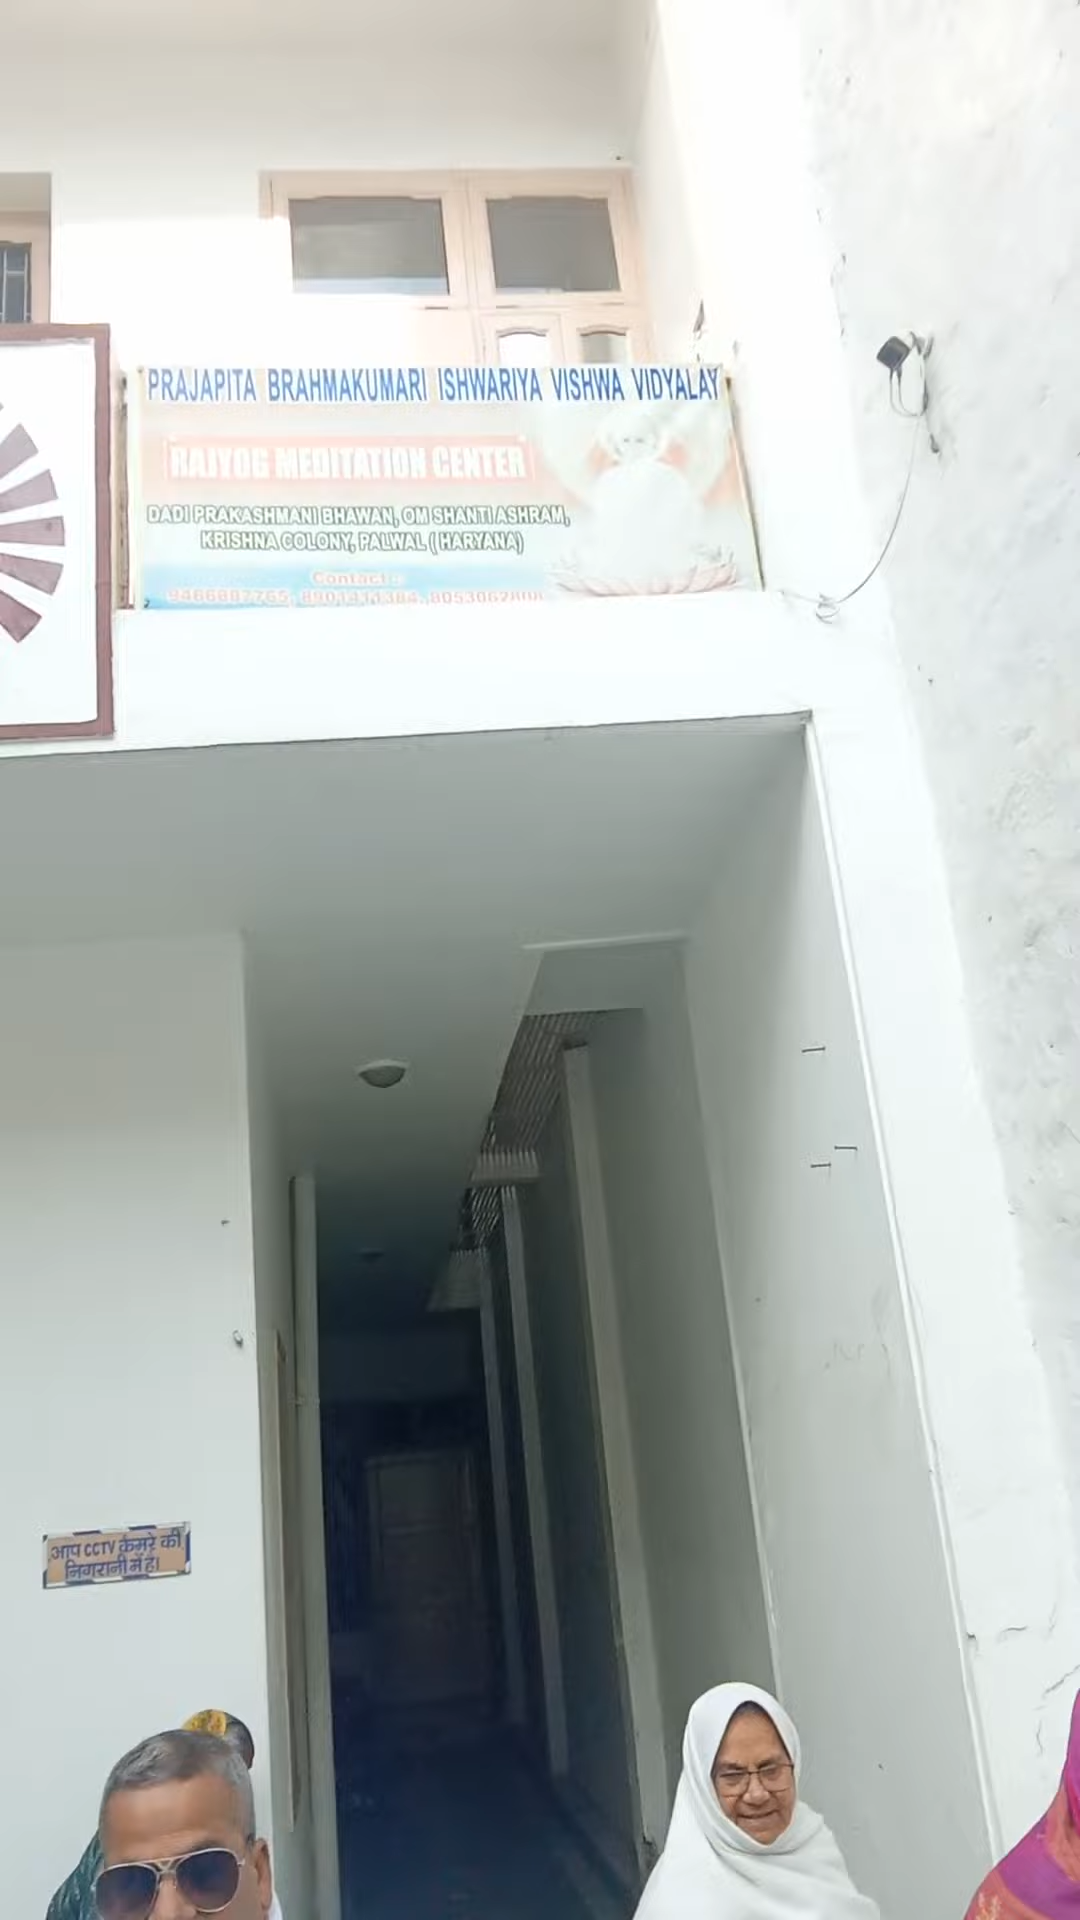 PRAJAPITA BRAHMAKUMARI ISHWARIYA VISHWA VIDYALAY
RAJYOG MEDITATION CENTER
DADI PRAKASHMANI BHAWAN, OM SHANTI ASHRAM,
KRISHNA COLONY, PALWAL ( HARYANA)
Contact :-
आप CCTV कैमरे की
निगरानी में है।